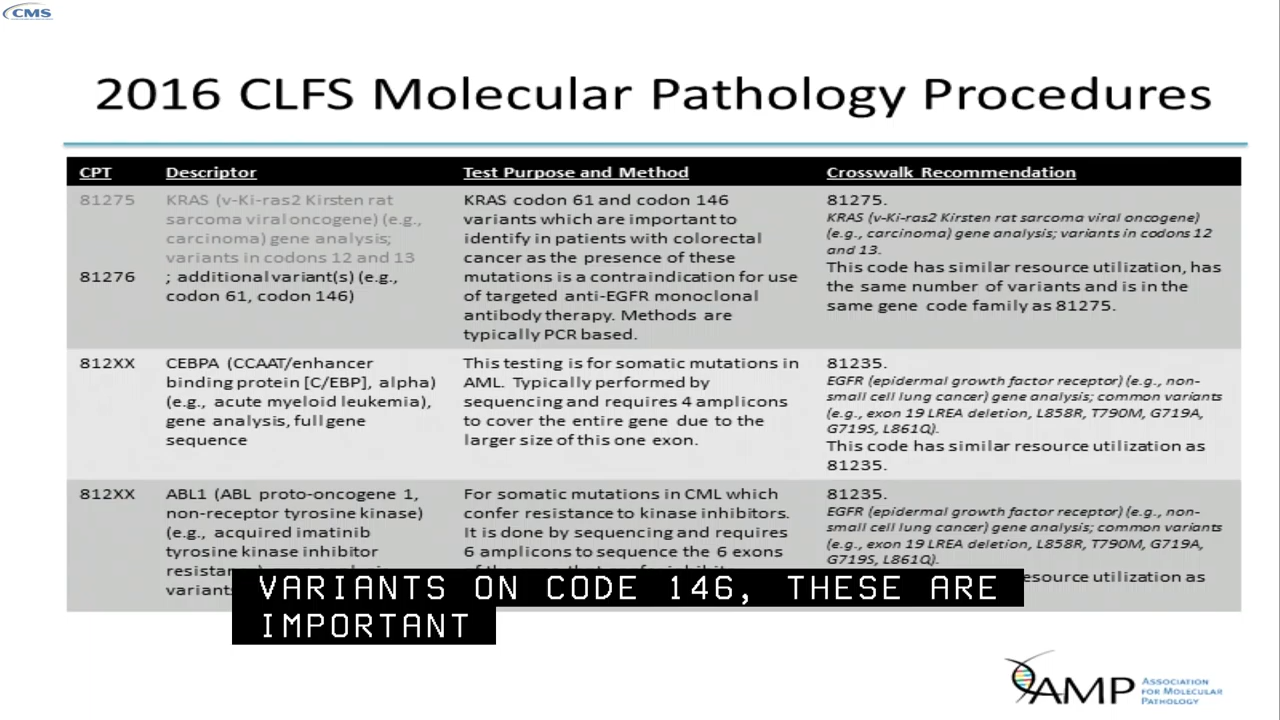 CMS
2016 CLFS Molecular Pathology Procedures
CPT Descriptor Test Purpose and Method Crosswalk Recommendation
81275
KRAS (v-Ki-ras2 Kirsten rat
sarcoma viral oncogene) (e.g.,
carcinoma) gene analysis;
variants in codons 12 and 13
81276
; additional variant(s) (e.g.,
codon 61, codon 146)
KRAS codon 61 and codon 146
variants which are important to
identify in patients with colorectal
cancer as the presence of these
mutations is a contraindication for use
of targeted anti-EGFR monoclonal
antibody therapy. Methods are
typically PCR based.
81275.
KRAS (v-Ki-ras2 Kirsten rat sarcoma viral oncogene)
(e.g., carcinoma) gene analysis; variants in codons 12
and 13.
This code has similar resource utilization, has
the same number of variants and is in the
same gene code family as 81275.
812XX
CEBPA (CCAAT/enhancer
binding protein [C/EBP], alpha)
(e.g., acute myeloid leukemia),
gene analysis, full gene
sequence
This testing is for somatic mutations in
AML. Typically performed by
sequencing and requires 4 amplicons
to cover the entire gene due to the
larger size of this one exon.
81235.
EGFR (epidermal growth factor receptor) (e.g., non-
small cell lung cancer) gene analysis; common variants
(e.g., exon 19 LREA deletion, L858R, T790M, G719A,
G719S, L861Q).
This code has similar resource utilization as
81235.
812XX
ABL1 (ABL proto-oncogene 1,
non-receptor tyrosine kinase)
(e.g., acquired imatinib
tyrosine kinase inhibitor
For somatic mutations in CML which
confer resistance to kinase inhibitors.
It is done by sequencing and requires
6 amplicons to sequence the 6 exons
81235.
EGFR (epidermal growth factor receptor) (e.g., non-
small cell lung cancer) gene analysis; common variants
(e.g., exon 19 LREA deletion, L858R, T790M, G719A,
G719S, L861Q).
utilization as
VARIANTS ON CODE 146, THESE ARE
IMPORTANT
AMP
ASSOCIATION
FOR MOLECULAR
PATHOLOGY